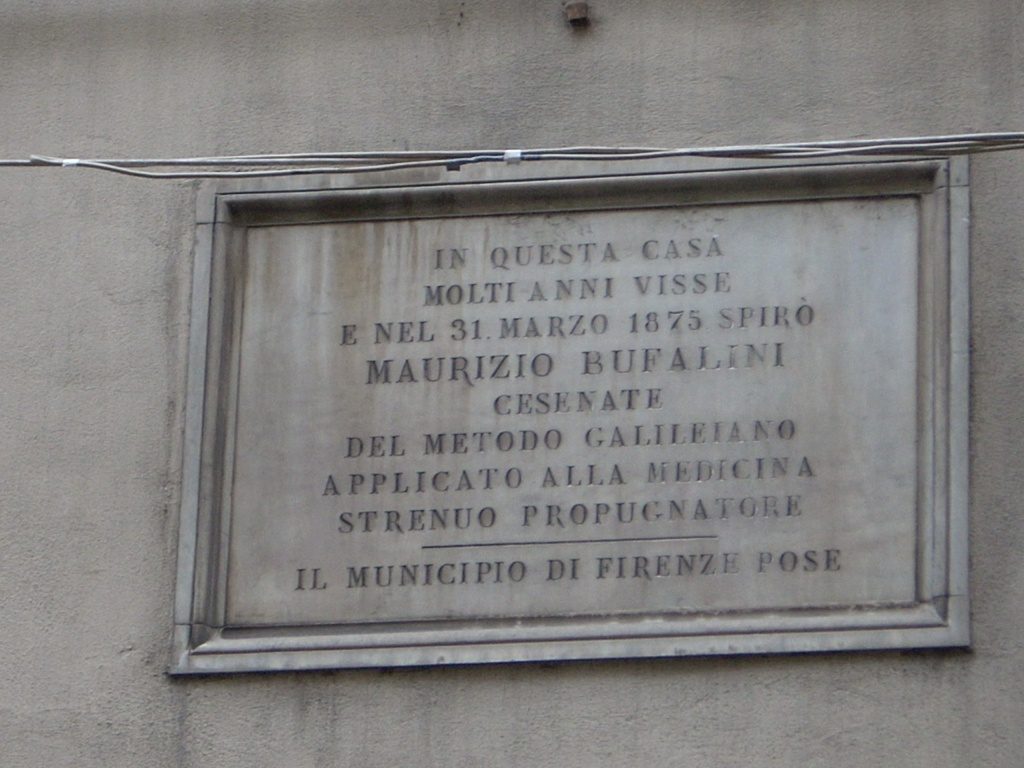 IN QUESTA CASA
MOLTI ANNI VISSE
E NEL 31. MARZO 1875 SPIRÒ
MAURIZIO BUFALINI
CESENATE
DEL METODO GALILEIANO
APPLICATO ALLA MEDICINA
STRENUO PROPUGNATORE
IL MUNICIPIO DI FIRENZE POSE